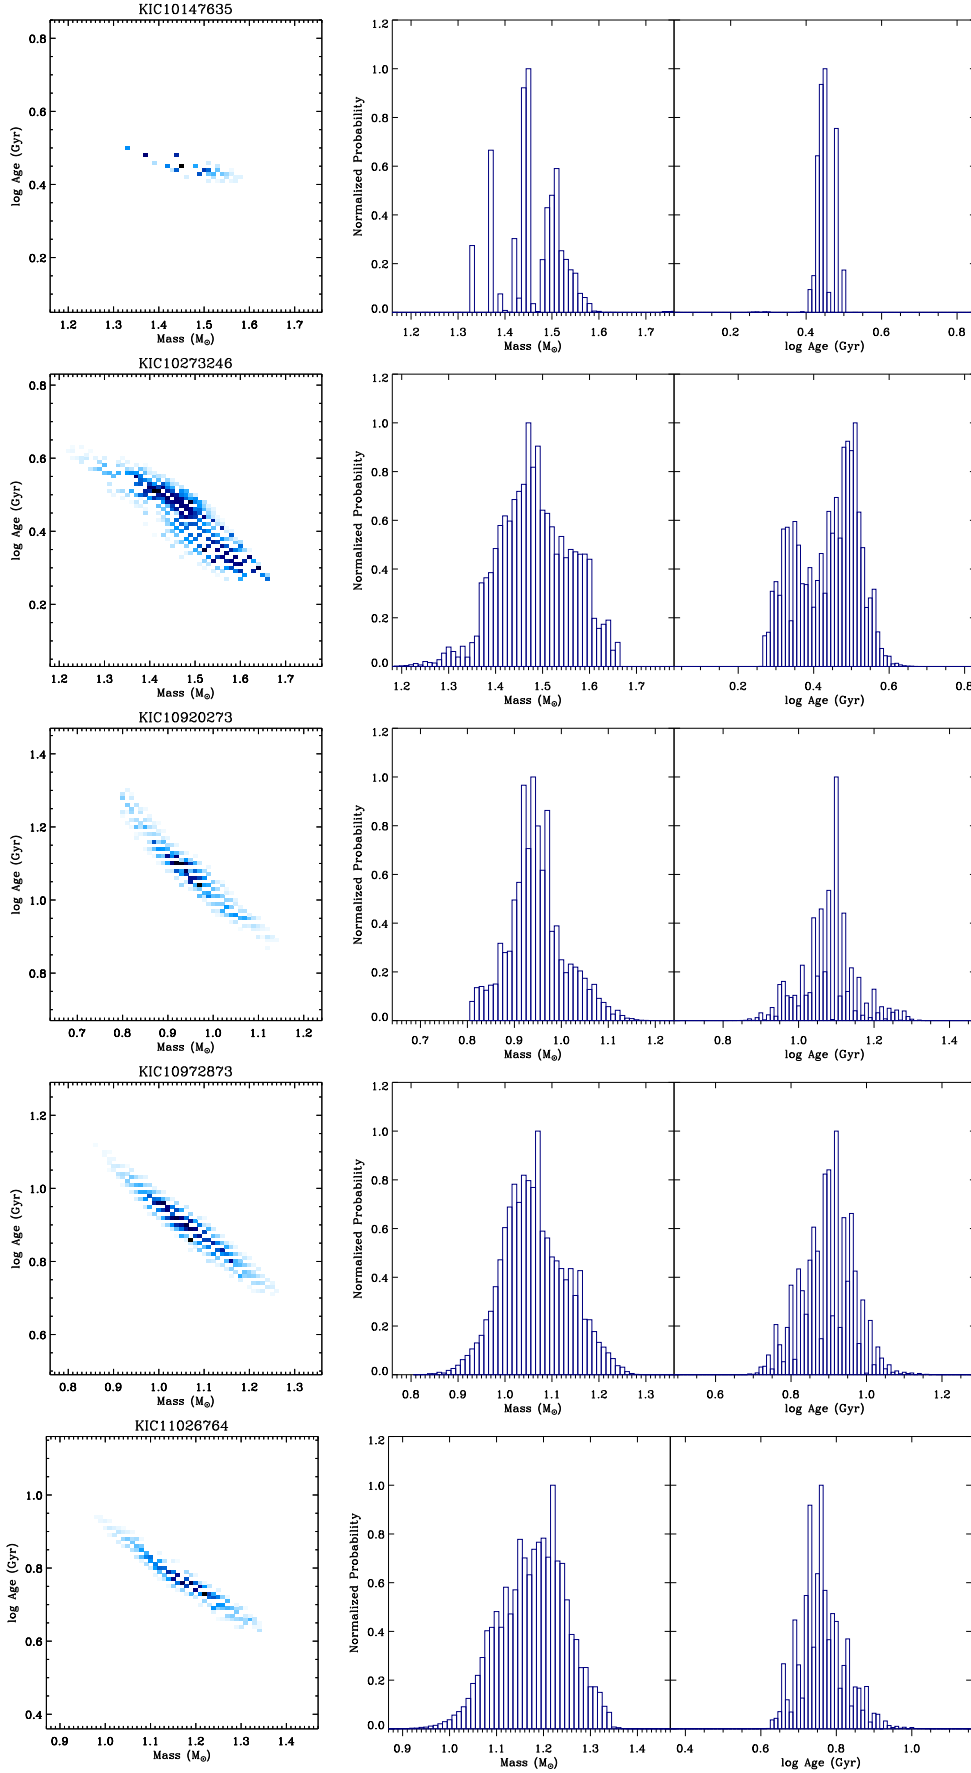 KIC10147635
0.8
0.6
0.4
0.2
log Age (Gyr)
1.2 1.3 1.4 1.5 1.6 1.7
Mass (M☉)
1.2
1.0
0.8
0.6
0.4
0.2
0.0
Normalized Probability
1.2 1.3 1.4 1.5 1.6 1.7
Mass (M☉)
0.2 0.4 0.6 0.8
log Age (Gyr)
KIC10273246
0.8
0.6
0.4
0.2
log Age (Gyr)
1.2 1.3 1.4 1.5 1.6 1.7
Mass (M☉)
1.2
1.0
0.8
0.6
0.4
0.2
0.0
Normalized Probability
1.2 1.3 1.4 1.5 1.6 1.7
Mass (M☉)
0.2 0.4 0.6 0.8
log Age (Gyr)
KIC10920273
1.4
1.2
1.0
0.8
log Age (Gyr)
0.7 0.8 0.9 1.0 1.1 1.2
Mass (M☉)
1.2
1.0
0.8
0.6
0.4
0.2
0.0
Normalized Probability
0.7 0.8 0.9 1.0 1.1 1.2
Mass (M☉)
0.8 1.0 1.2 1.4
log Age (Gyr)
KIC10972873
1.2
1.0
0.8
0.6
log Age (Gyr)
0.8 0.9 1.0 1.1 1.2 1.3
Mass (M☉)
1.2
1.0
0.8
0.6
0.4
0.2
0.0
Normalized Probability
0.8 0.9 1.0 1.1 1.2 1.3
Mass (M☉)
0.6 0.8 1.0 1.2
log Age (Gyr)
KIC11026764
1.0
0.8
0.6
0.4
log Age (Gyr)
0.9 1.0 1.1 1.2 1.3 1.4
Mass (M☉)
1.2
1.0
0.8
0.6
0.4
0.2
0.0
Normalized Probability
0.9 1.0 1.1 1.2 1.3 1.4
Mass (M☉)
0.4 0.6 0.8 1.0
log Age (Gyr)